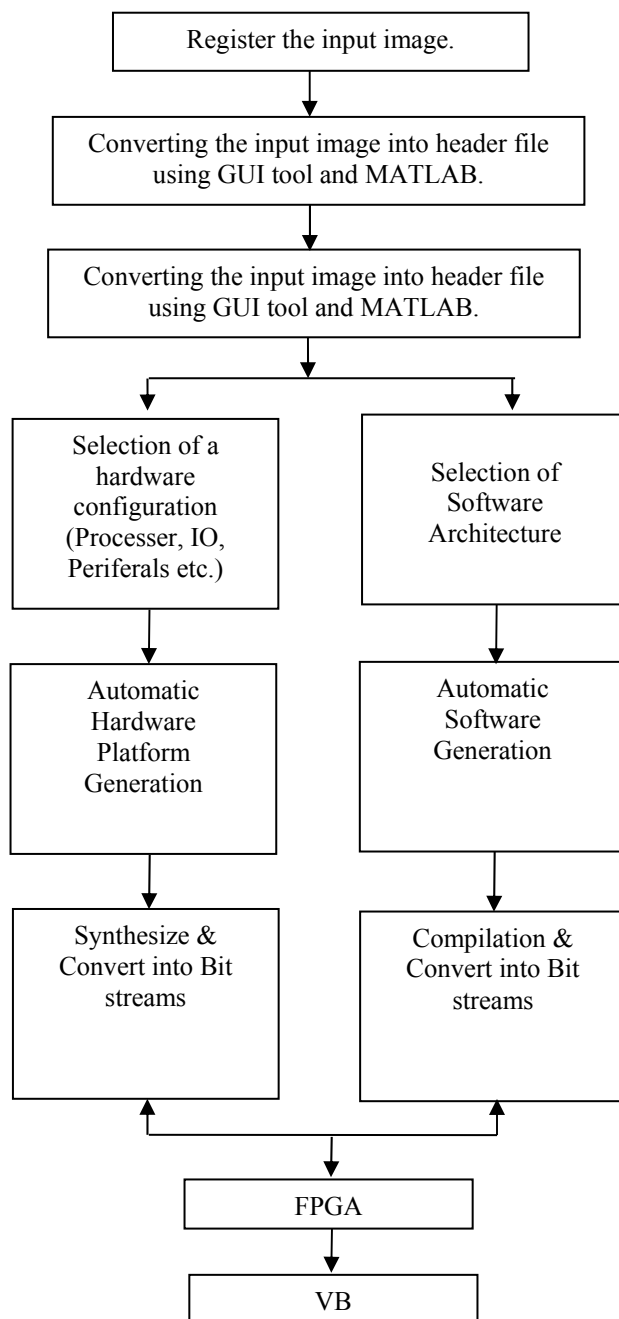 Register the input image.
Converting the input image into header file
using GUI tool and MATLAB.
Converting the input image into header file
using GUI tool and MATLAB.
Selection of a
hardware
configuration
(Processer, IO,
Periferals etc.)
Selection of
Software
Architecture
Automatic
Hardware
Platform
Generation
Automatic
Software
Generation
Synthesize &
Convert into Bit
streams
Compilation &
Convert into Bit
streams
FPGA
VB